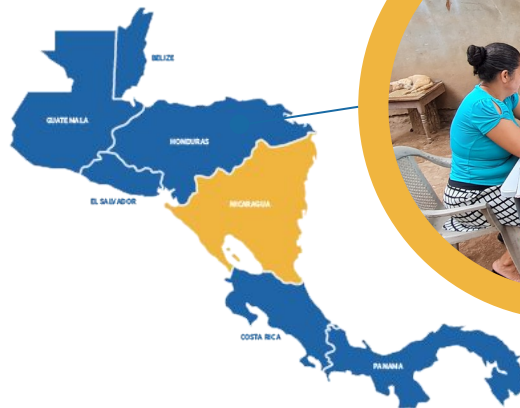 BELIZE
GUATEMALA
HONDURAS
EL SALVADOR
NICARAGUA
COSTA RICA
PANAMA